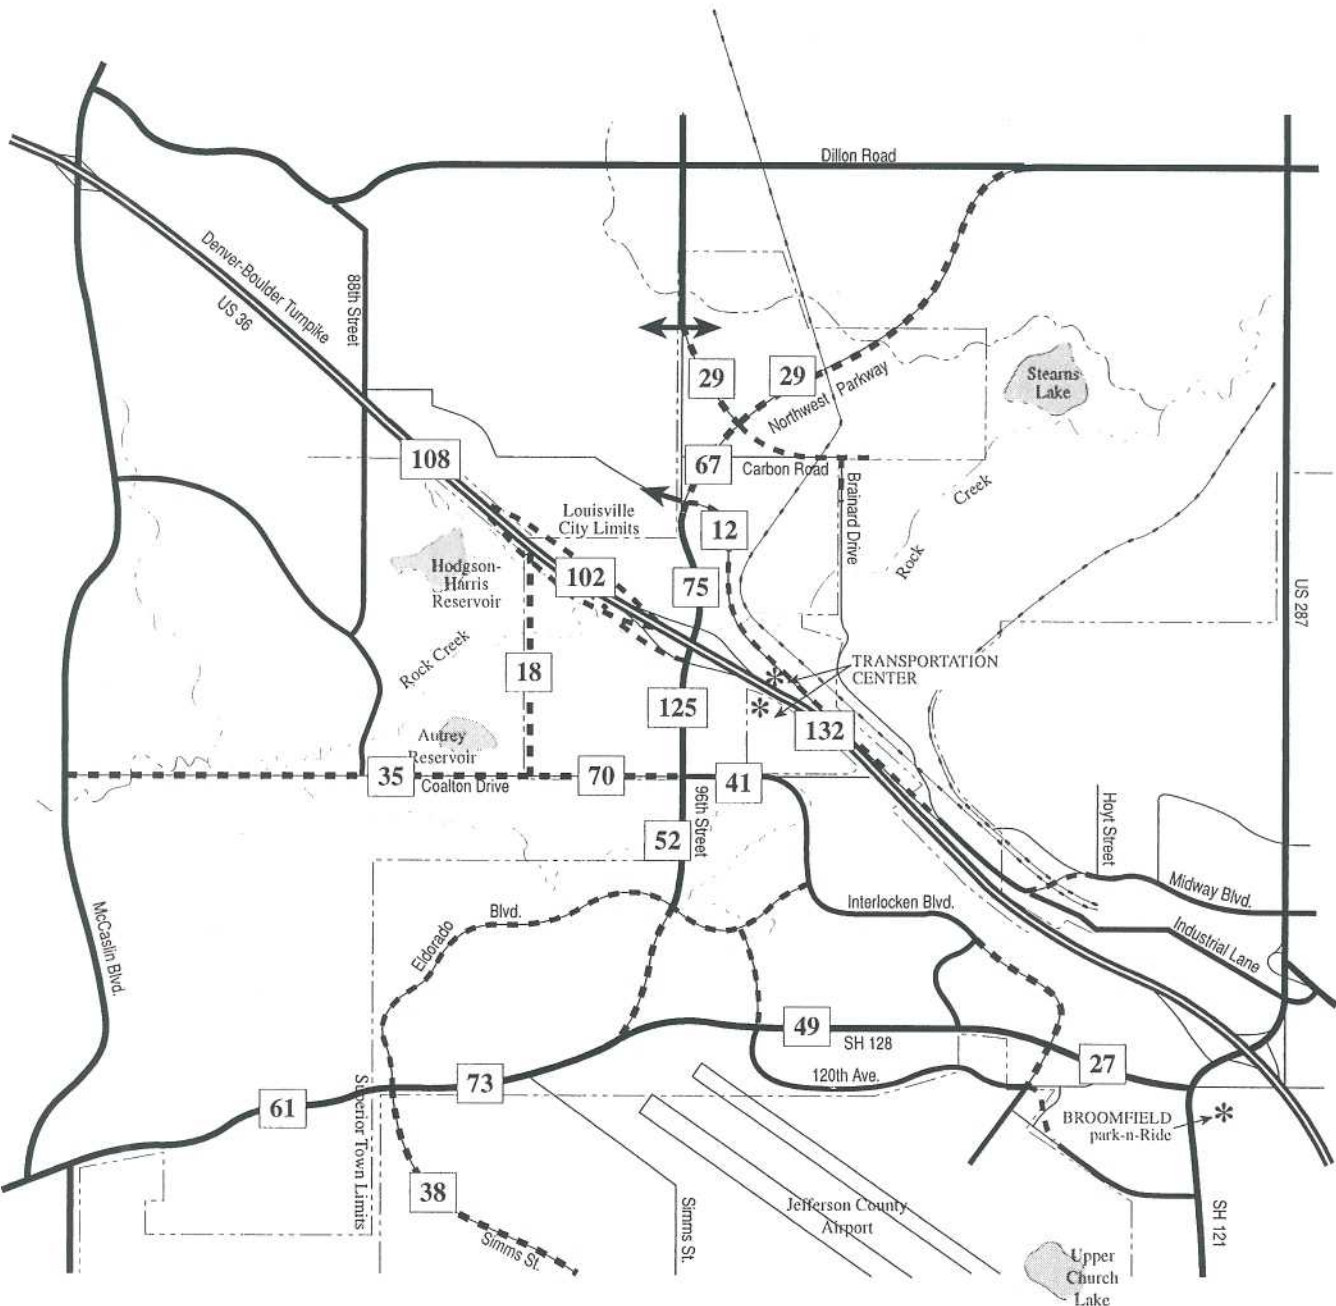 Dillon Road
Denver-Boulder Turnpike
US 36
88th Street
29
29
Northwest Parkway
Stearns
Lake
108
67
Carbon Road
Brainard Drive
Creek
Rock
Louisville
City Limits
12
Hodgson-
Harris
Reservoir
102
75
US 287
Rock Creek
18
TRANSPORTATION
CENTER
*
*
125
132
Autrey
Reservoir
35
Coalton Drive
70
41
96th Street
52
Hoyt Street
Midway Blvd.
Industrial Lane
McCaslin Blvd.
Eldorado
Blvd.
Interlocken Blvd.
49
SH 128
27
73
120th Ave.
61
Superior Town Limits
BROOMFIELD
park-n-Ride
*
38
Simms St.
Simms St.
Jefferson County
Airport
SH 121
Upper
Church
Lake